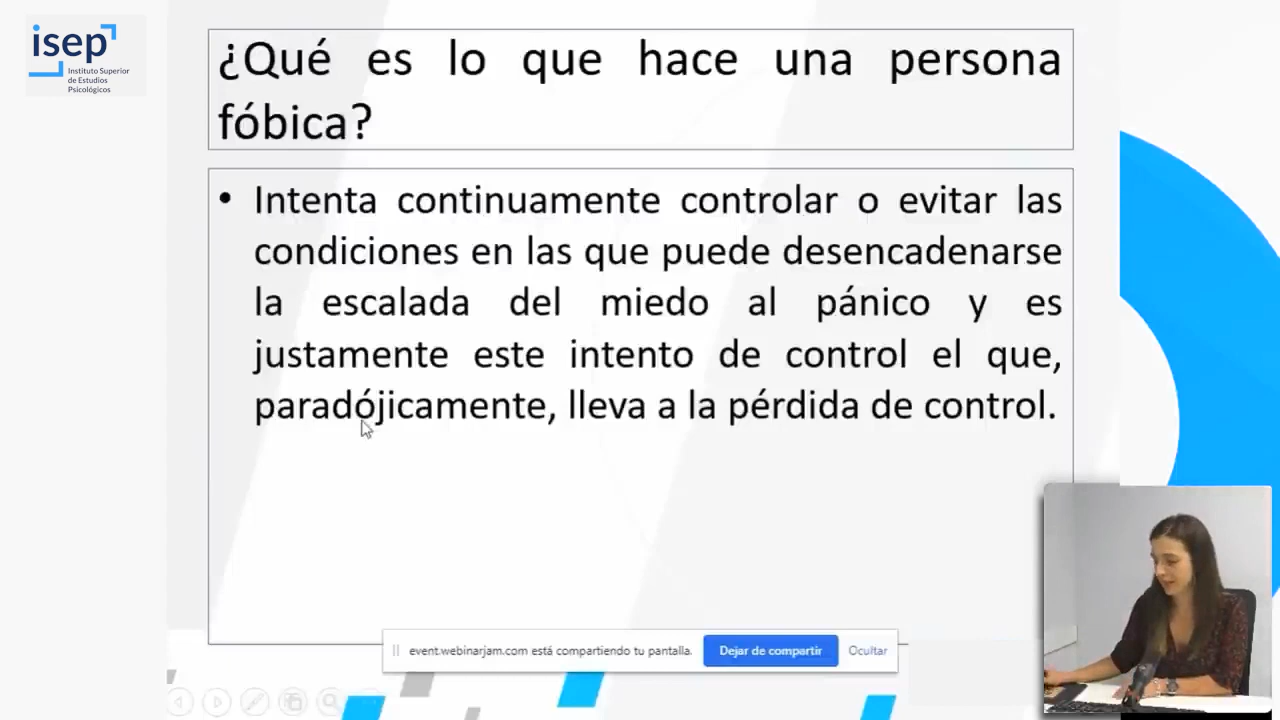 isep
Instituto Superior
de Estudios
Psicológicos
¿Qué es lo que hace una persona
fóbica?
• Intenta continuamente controlar o evitar las
condiciones en las que puede desencadenarse
la escalada del miedo al pánico y es
justamente este intento de control el que,
paradójicamente, lleva a la pérdida de control.
event.webinarjam.com está compartiendo tu pantalla.
Dejar de compartir
Ocultar